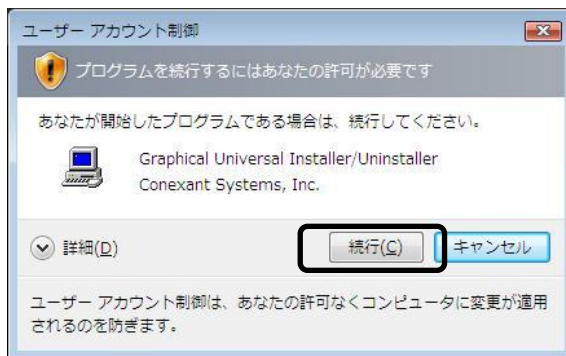 ユーザー アカウント制御
プログラムを続行するにはあなたの許可が必要です
あなたが開始したプログラムである場合は、続行してください。
Graphical Universal Installer/Uninstaller
Conexant Systems, Inc.
詳細(D)
続行(C)
キャンセル
ユーザー アカウント制御は、あなたの許可なくコンピュータに変更が適用
されるのを防ぎます。